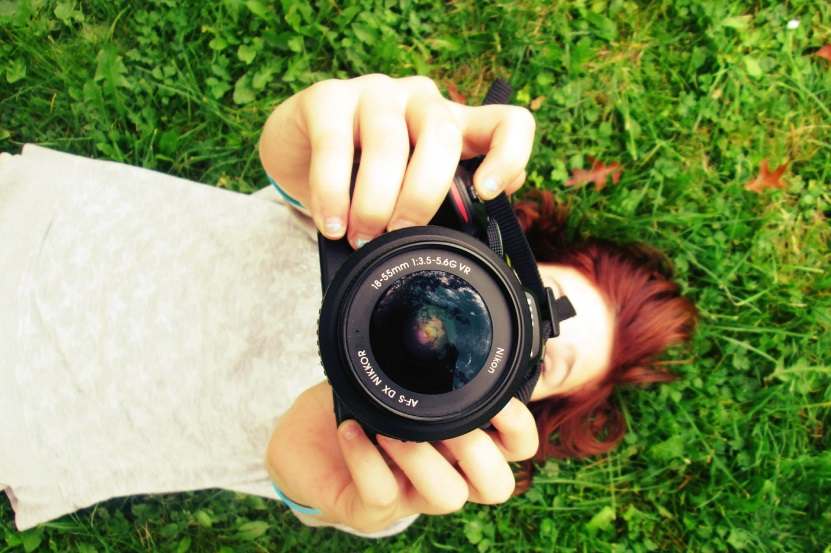 18-55mm 1:3.5-5.6G VR
Nikon
AF-S DX NIKKOR